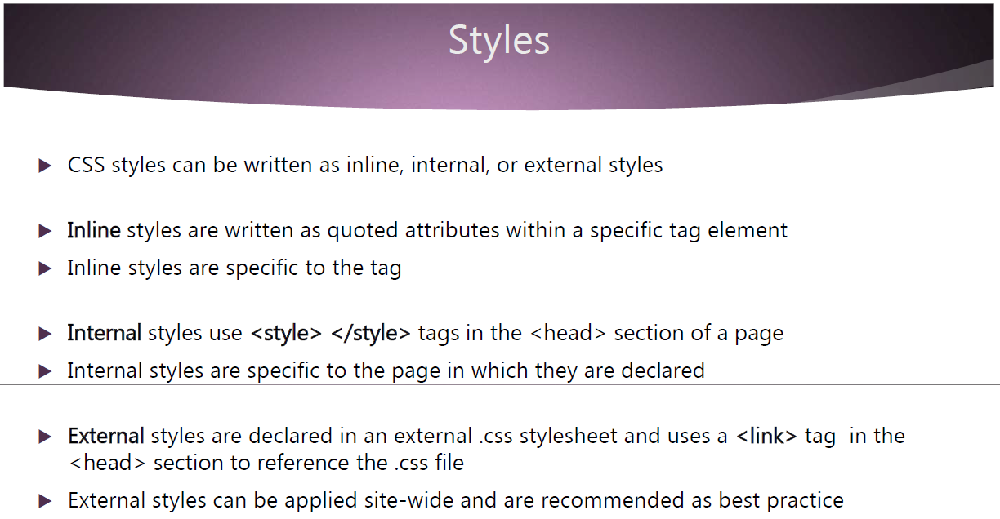 Styles
CSS styles can be written as inline, internal, or external styles
Inline styles are written as quoted attributes within a specific tag element
Inline styles are specific to the tag
Internal styles use <style> </style> tags in the <head> section of a page
Internal styles are specific to the page in which they are declared
External styles are declared in an external .css stylesheet and uses a <link> tag  in the
<head> section to reference the .css file
External styles can be applied site-wide and are recommended as best practice